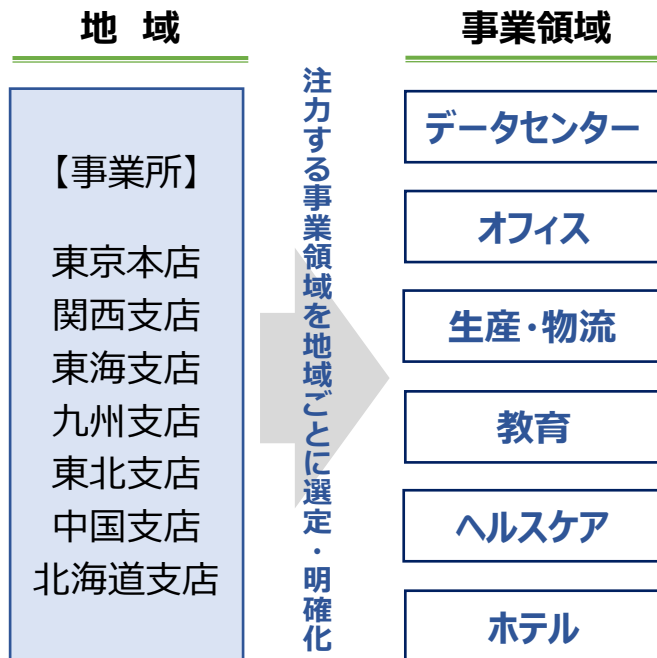 地 域
【事業所】
東京本店
関西支店
東海支店
九州支店
東北支店
中国支店
北海道支店
注力する事業領域を地域ごとに選定・明確化
事業領域
データセンター
オフィス
生産・物流
教育
ヘルスケア
ホテル